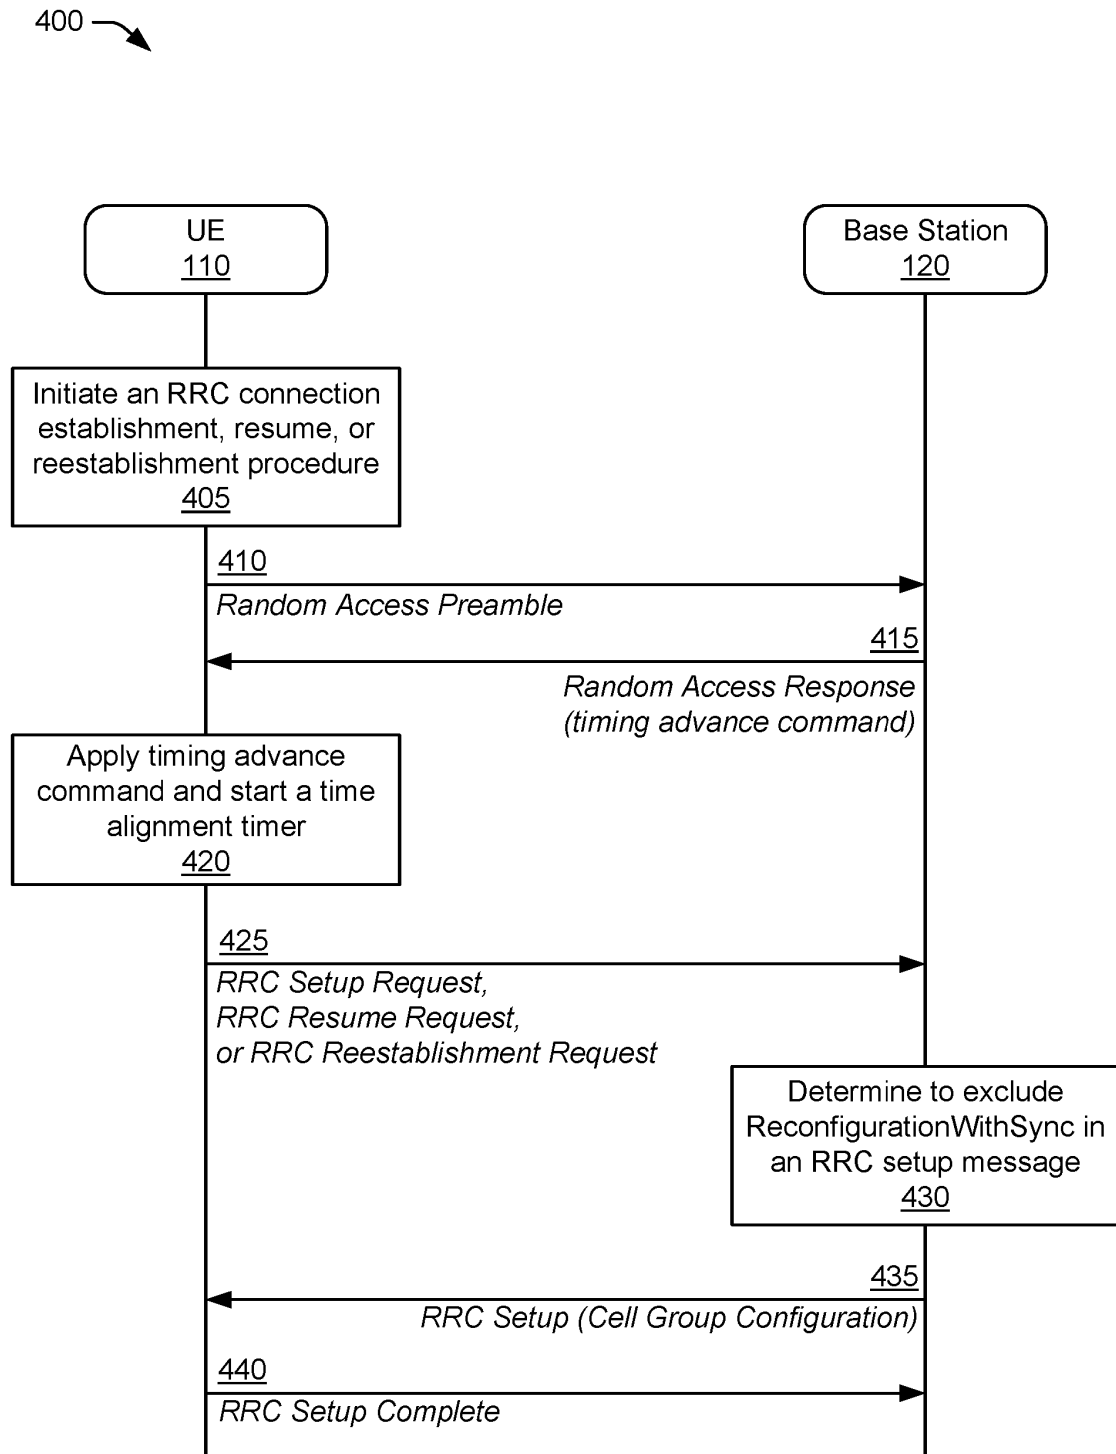 400
UE
110
Base Station
120
Initiate an RRC connection
establishment, resume, or
reestablishment procedure
405
410
Random Access Preamble
415
Random Access Response
(timing advance command)
Apply timing advance
command and start a time
alignment timer
420
425
RRC Setup Request,
RRC Resume Request,
or RRC Reestablishment Request
Determine to exclude
ReconfigurationWithSync in
an RRC setup message
430
435
RRC Setup (Cell Group Configuration)
440
RRC Setup Complete